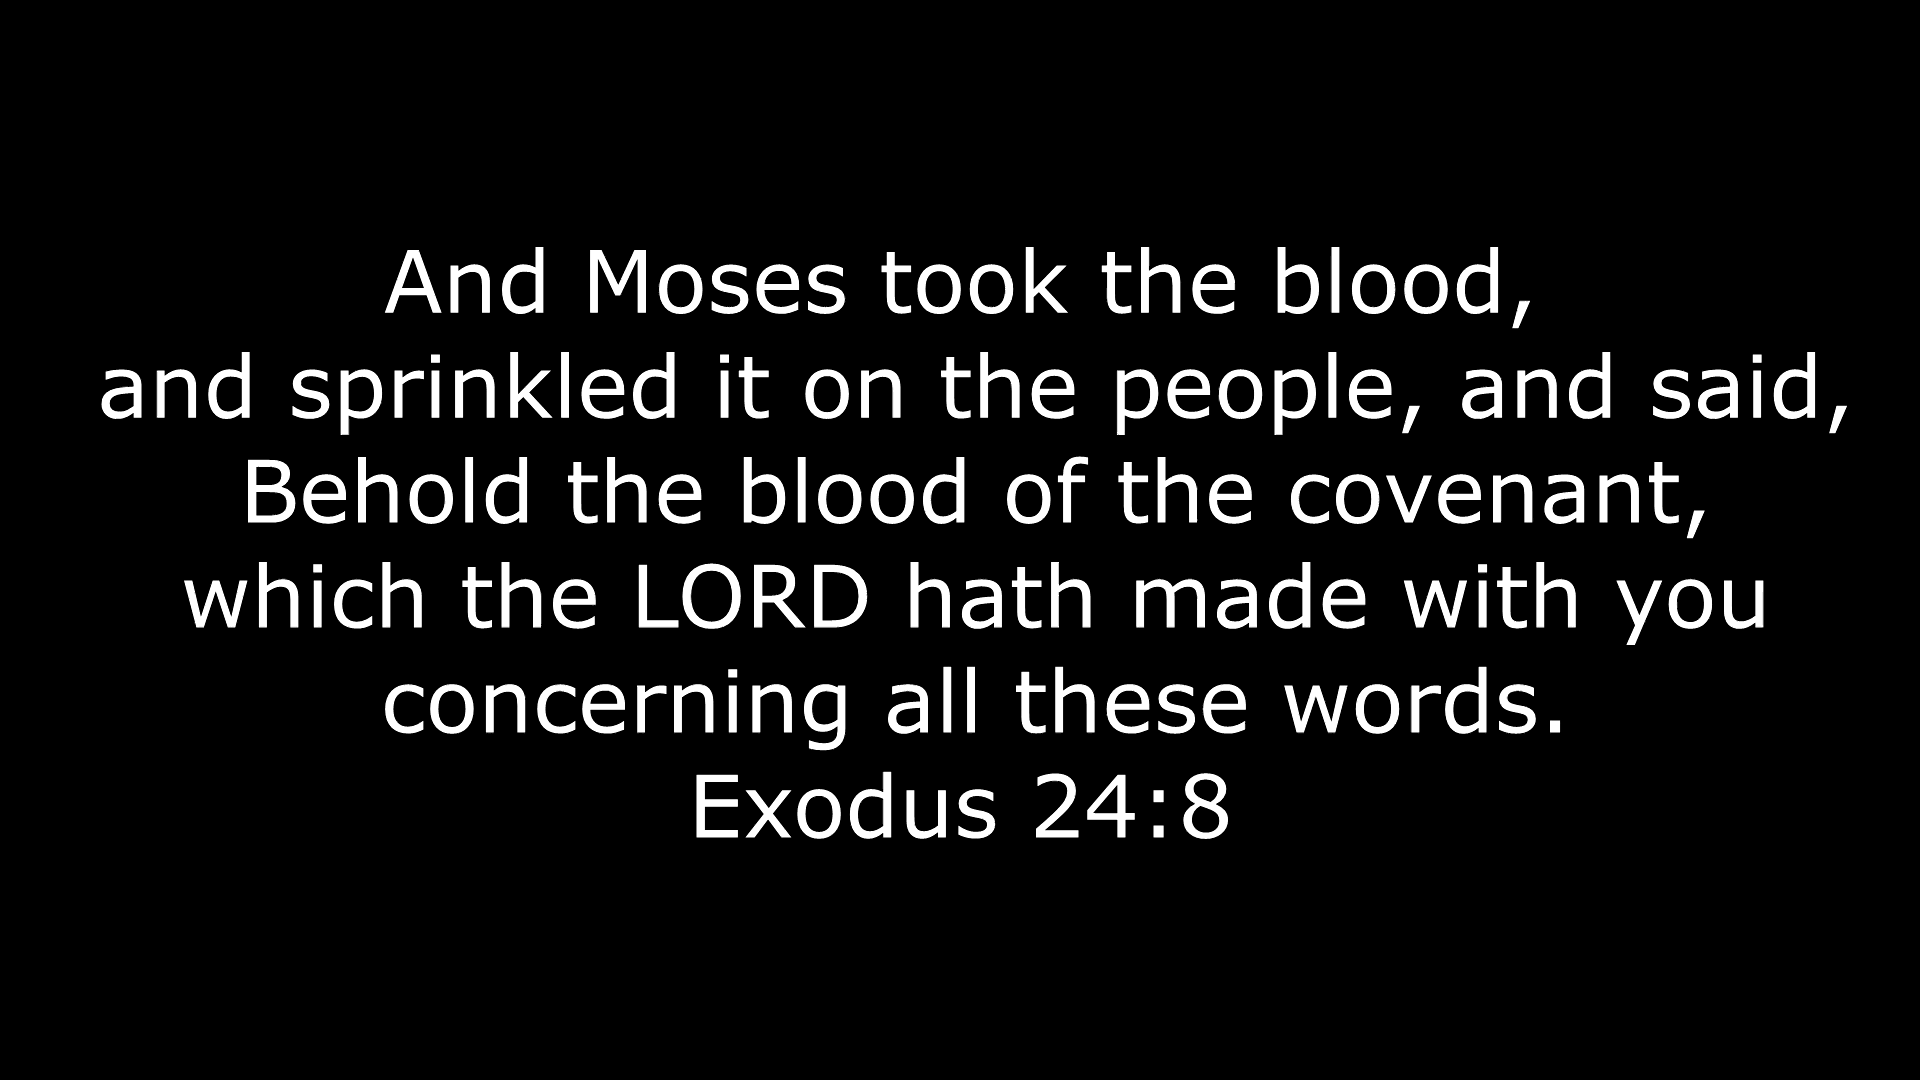 And Moses took the blood,
and sprinkled it on the people, and said,
Behold the blood of the covenant,
which the LORD hath made with you
concerning all these words.
Exodus 24:8